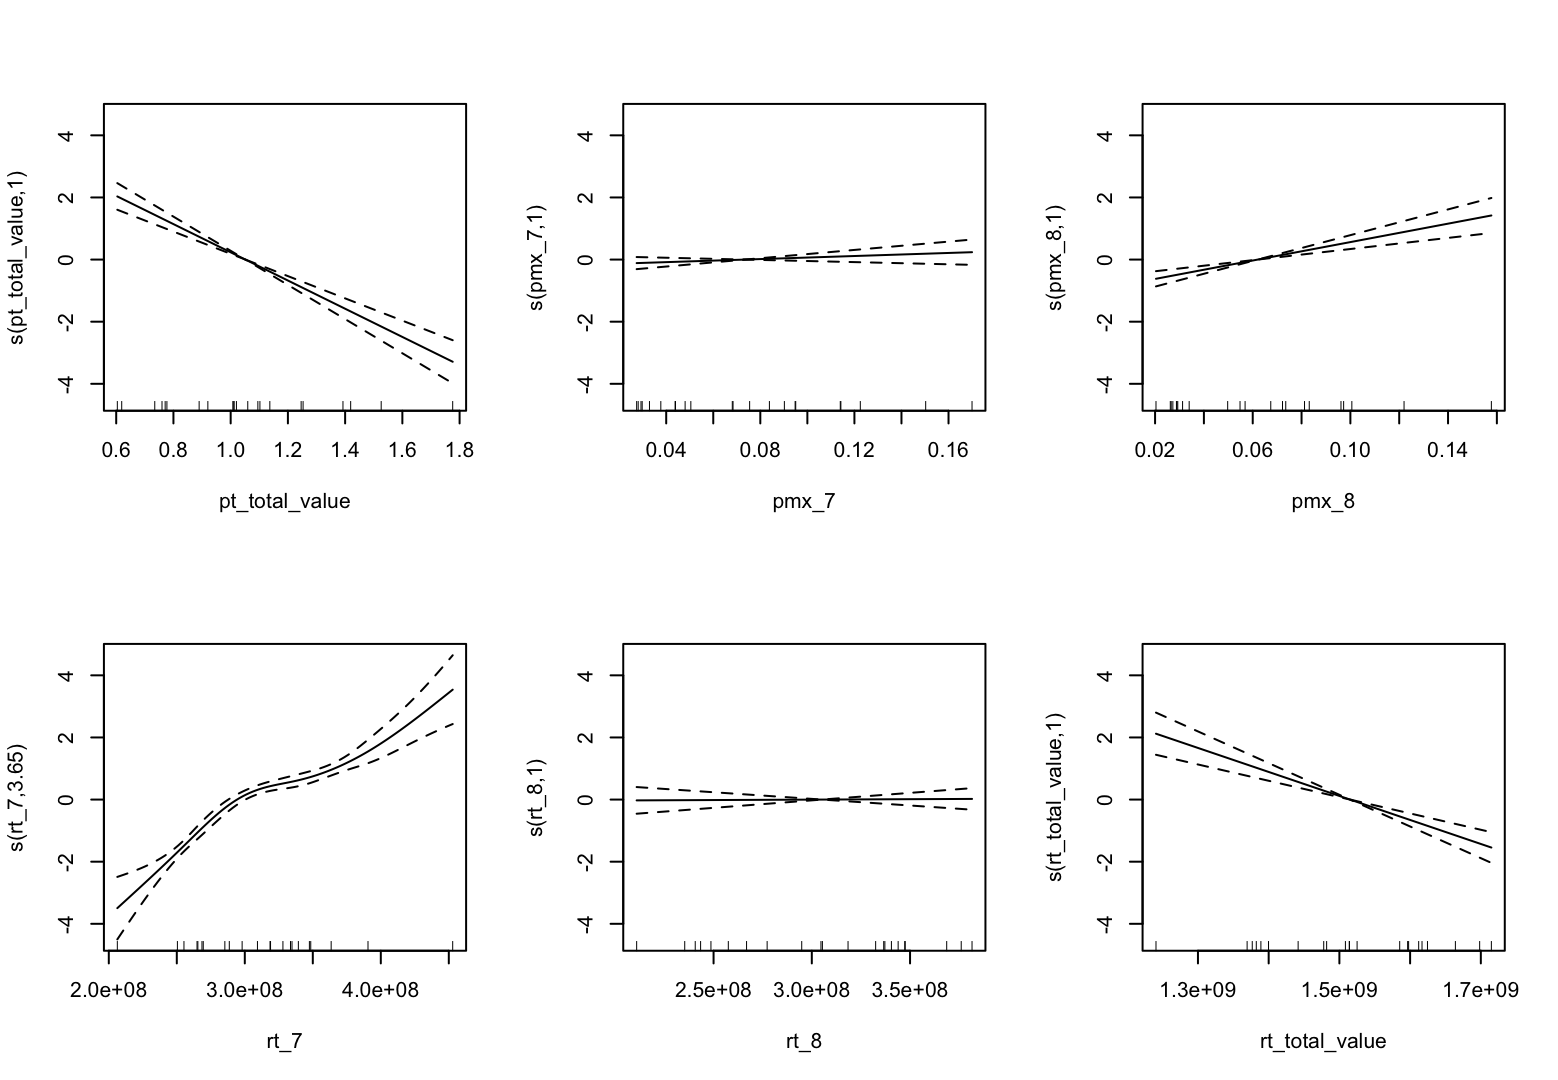 s(pt_total_value,1)
4
2
0
-2
-4
0.6 0.8 1.0 1.2 1.4 1.6 1.8
pt_total_value
s(pmx_7,1)
4
2
0
-2
-4
0.04 0.08 0.12 0.16
pmx_7
s(pmx_8,1)
4
2
0
-2
-4
0.02 0.06 0.10 0.14
pmx_8
s(rt_7,3.65)
4
2
0
-2
-4
2.0e+08 3.0e+08 4.0e+08
rt_7
s(rt_8,1)
4
2
0
-2
-4
2.5e+08 3.0e+08 3.5e+08
rt_8
s(rt_total_value,1)
4
2
0
-2
-4
1.3e+09 1.5e+09 1.7e+09
rt_total_value